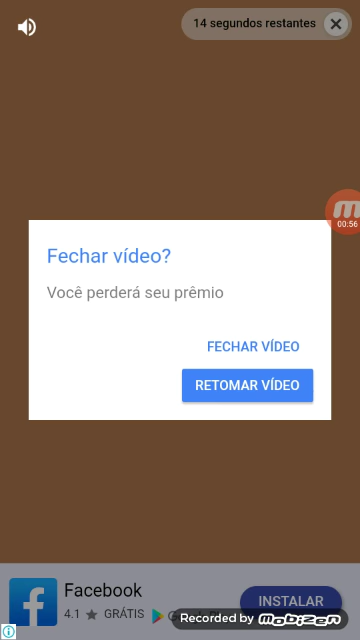 14 segundos restantes
00:56
Fechar vídeo?
Você perderá seu prêmio
FECHAR VÍDEO
RETOMAR VÍDEO
Facebook
4.1 ★ GRÁTIS
INSTALAR
Recorded by MOBIZEN